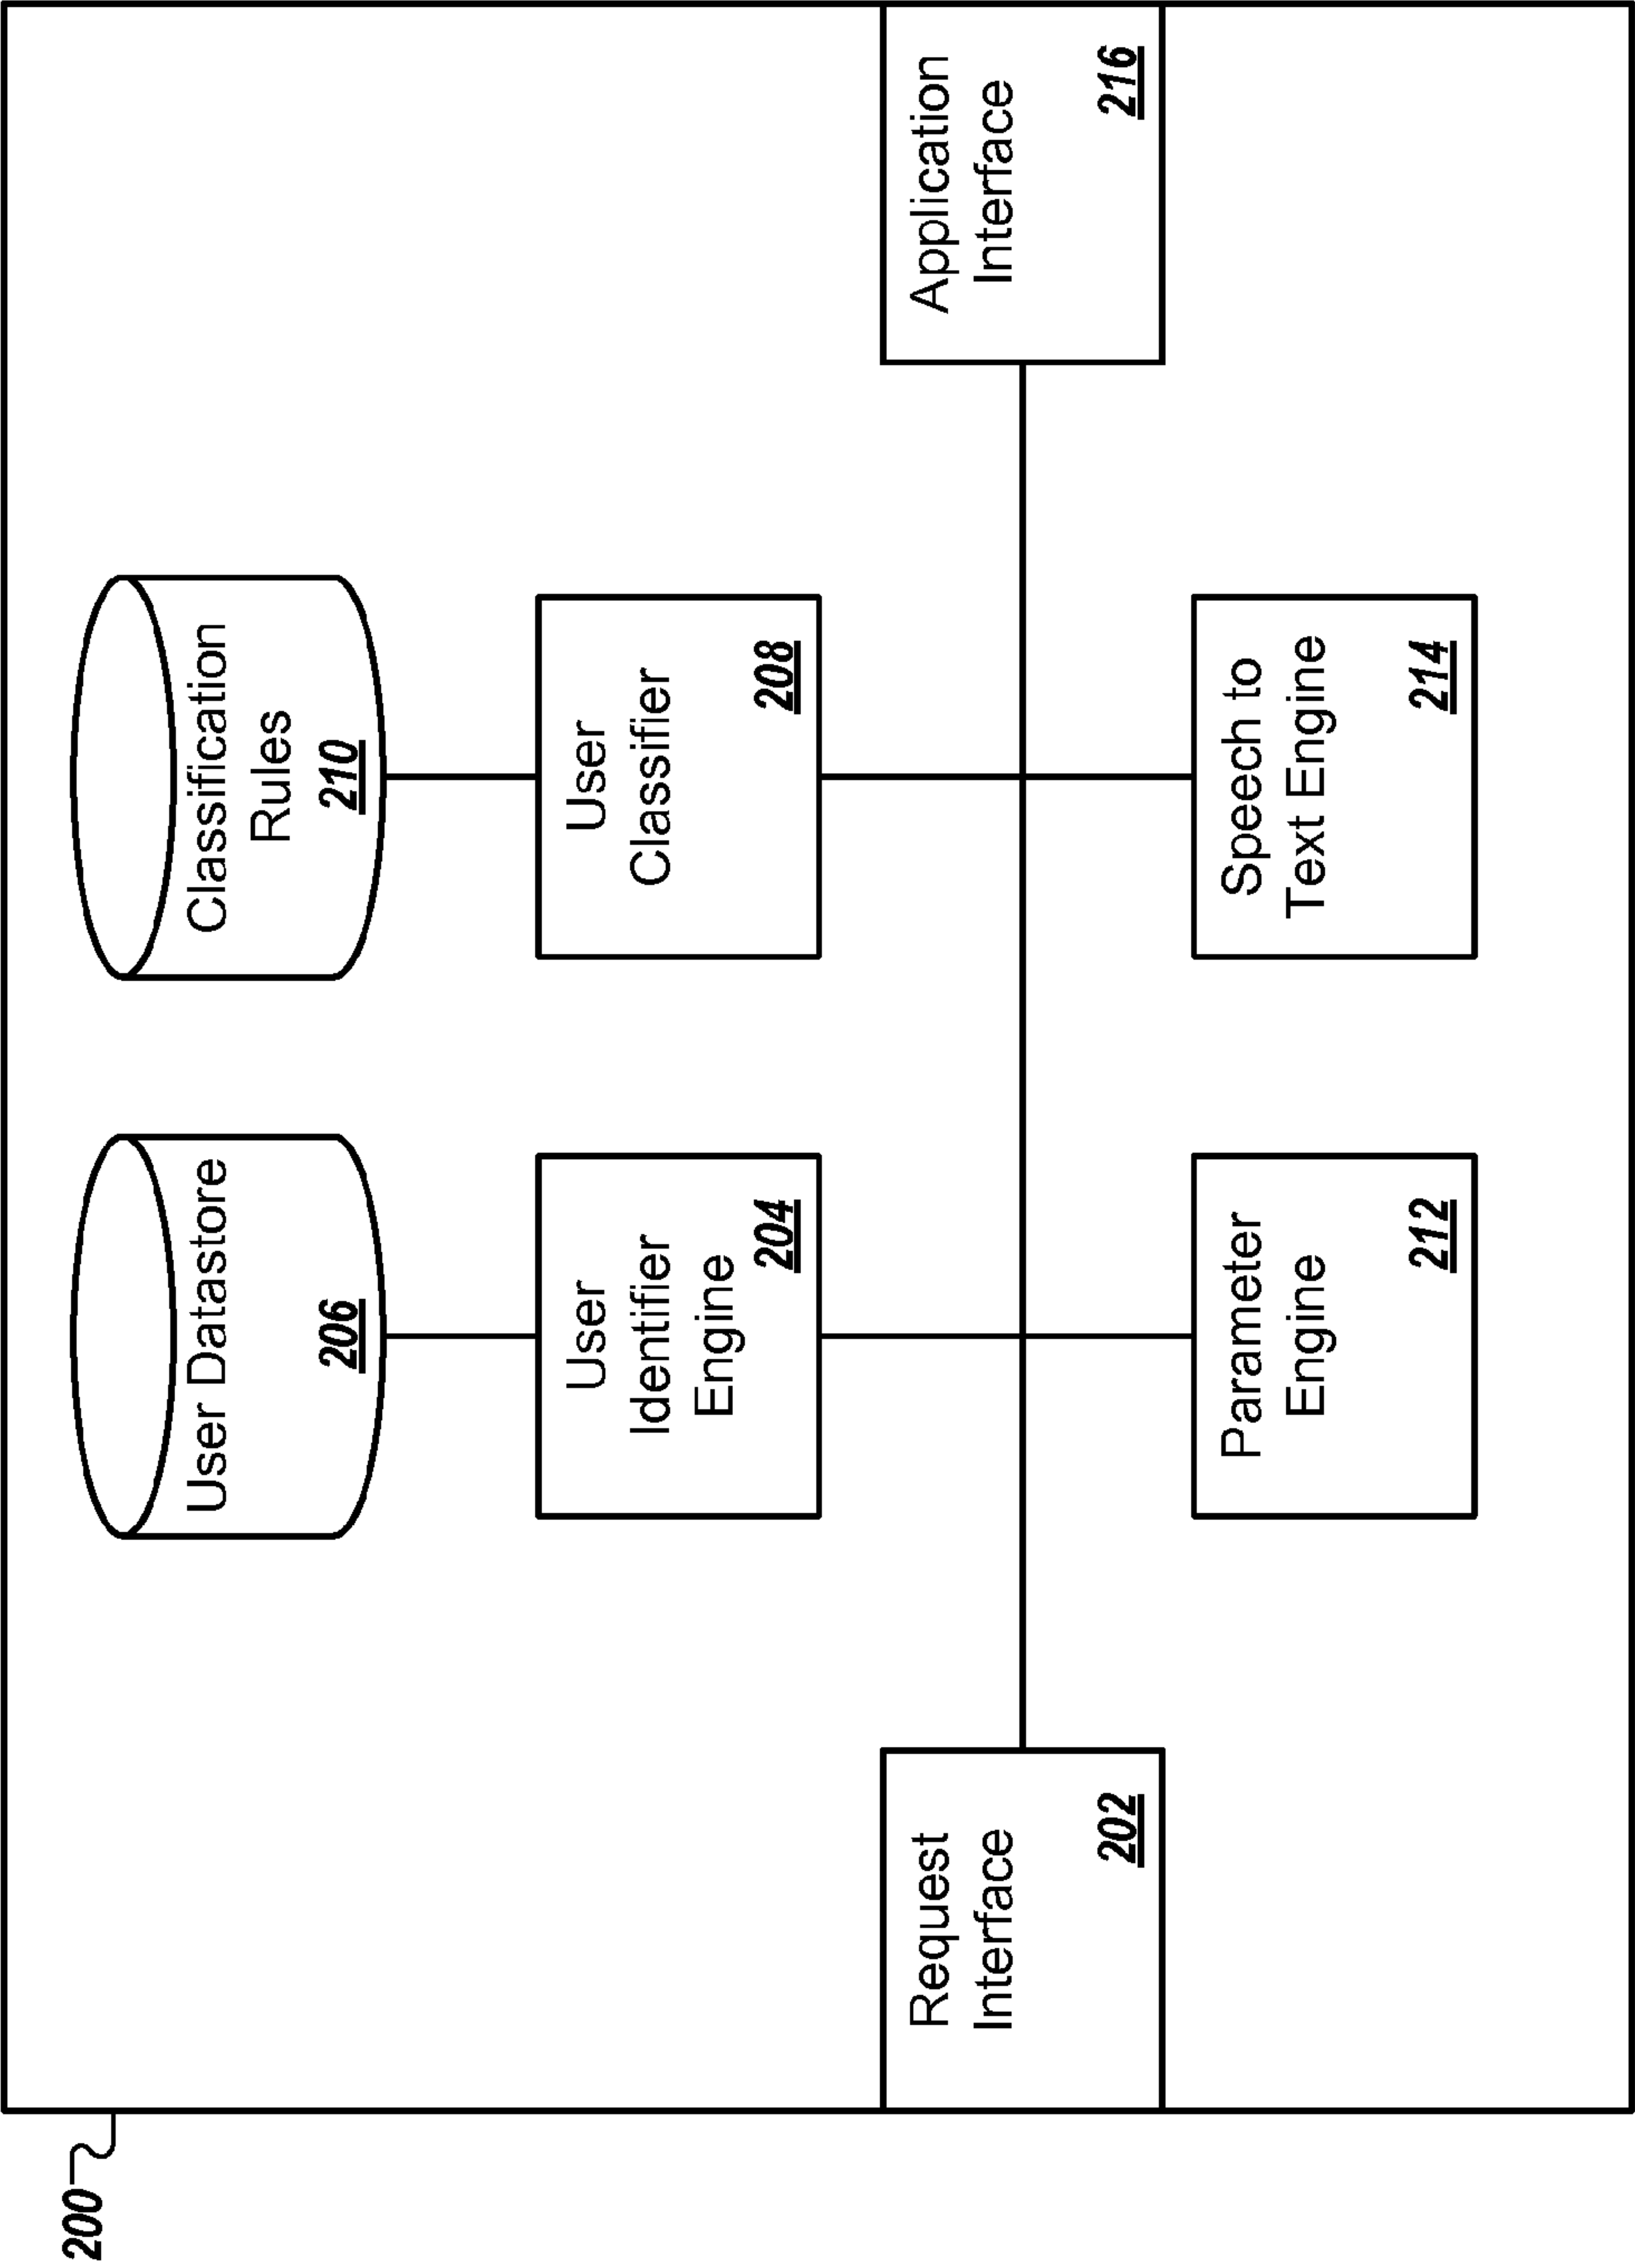 200
User Datastore
206
Classification
Rules
210
User
Identifier
Engine
204
User
Classifier
208
Request
Interface
202
Application
Interface
216
Parameter
Engine
212
Speech to
Text Engine
214